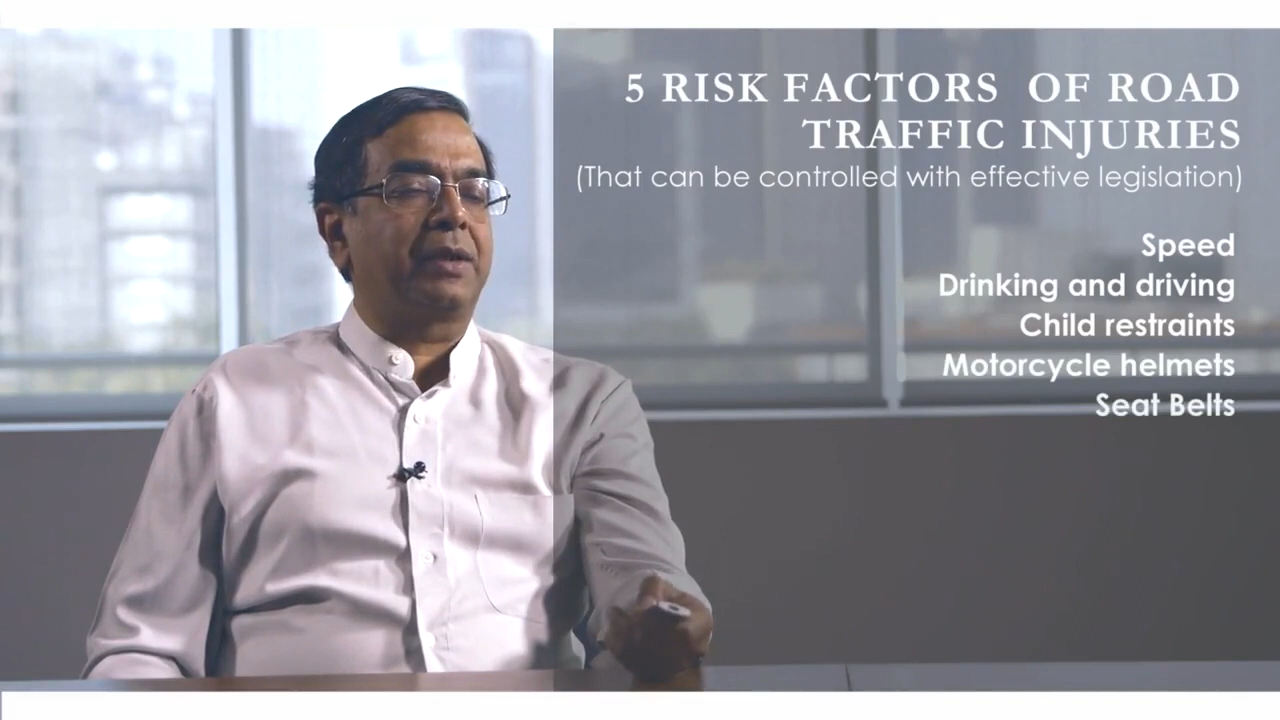 5 RISK FACTORS OF ROAD
TRAFFIC INJURIES
(That can be controlled with effective legislation)
Speed
Drinking and driving
Child restraints
Motorcycle helmets
Seat Belts